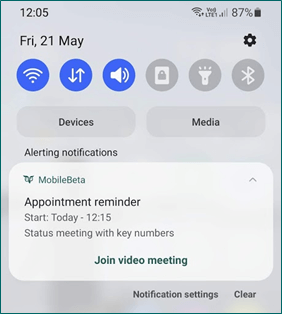 12:05
Vo) LTE1 87%
Fri, 21 May
Devices
Media
Alerting notifications
MobileBeta
Appointment reminder
Start: Today - 12:15
Status meeting with key numbers
Join video meeting
Notification settings
Clear